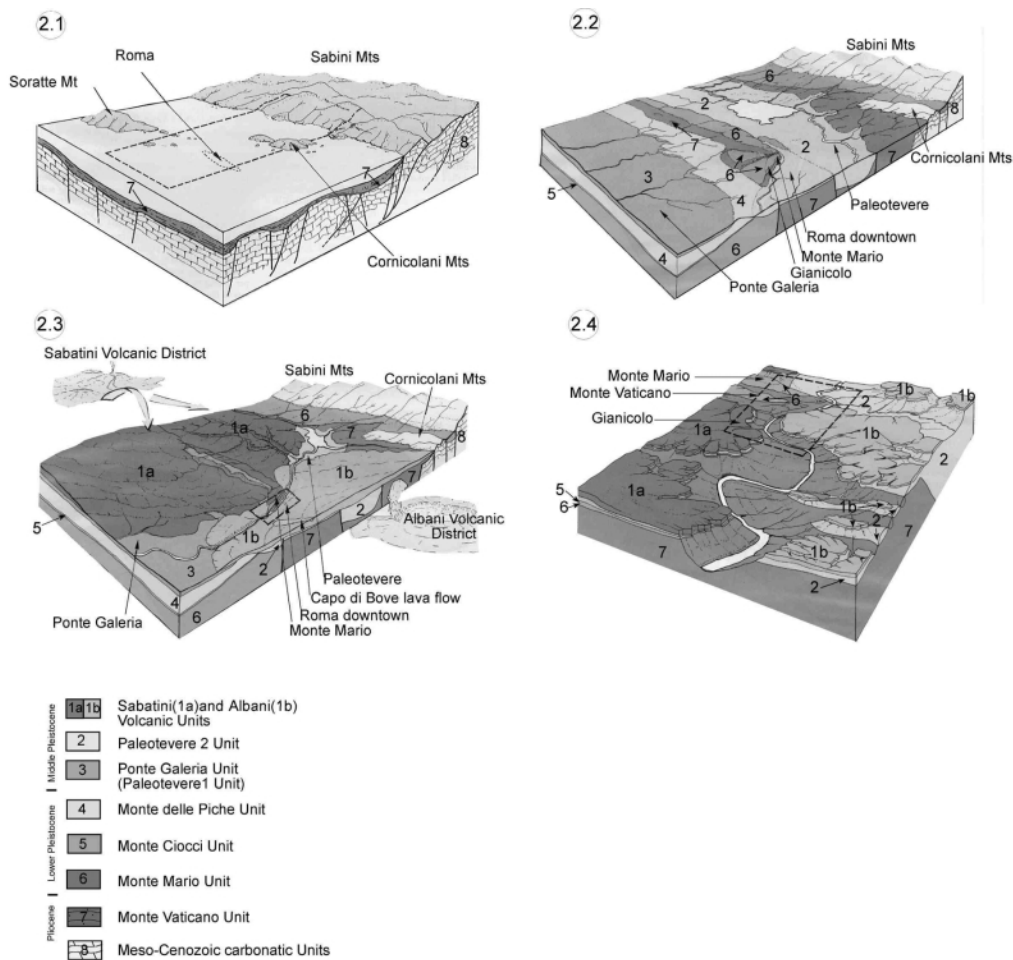 2.1
Roma
Sabini Mts
Soratte Mt
8
7
7
Cornicolani Mts
2.2
Sabini Mts
6
2
8
6
2
7
Cornicolani Mts
3
6
7
5
4
7
Paleotevere
Roma downtown
6
Monte Mario
4
Gianicolo
Ponte Galeria
2.3
Sabatini Volcanic District
Sabini Mts
Cornicolani Mts
6
1a
7
8
1a
1b
7
5
2
Albani Volcanic
District
1b
7
3
2
Paleotevere
4
Capo di Bove lava flow
6
Roma downtown
Ponte Galeria
Monte Mario
2.4
Monte Mario
1b
1b
Monte Vaticano
6
2
Gianicolo
1a
1b
2
1a
5
6
1b
2
7
7
1b
2
1a 1b Sabatini(1a)and Albani(1b)
Volcanic Units
2 Paleotevere 2 Unit
3 Ponte Galeria Unit
(Paleotevere1 Unit)
4 Monte delle Piche Unit
5 Monte Ciocci Unit
6 Monte Mario Unit
7 Monte Vaticano Unit
8 Meso-Cenozoic carbonatic Units
Middle Pleistocene
Lower Pleistocene
Pliocene